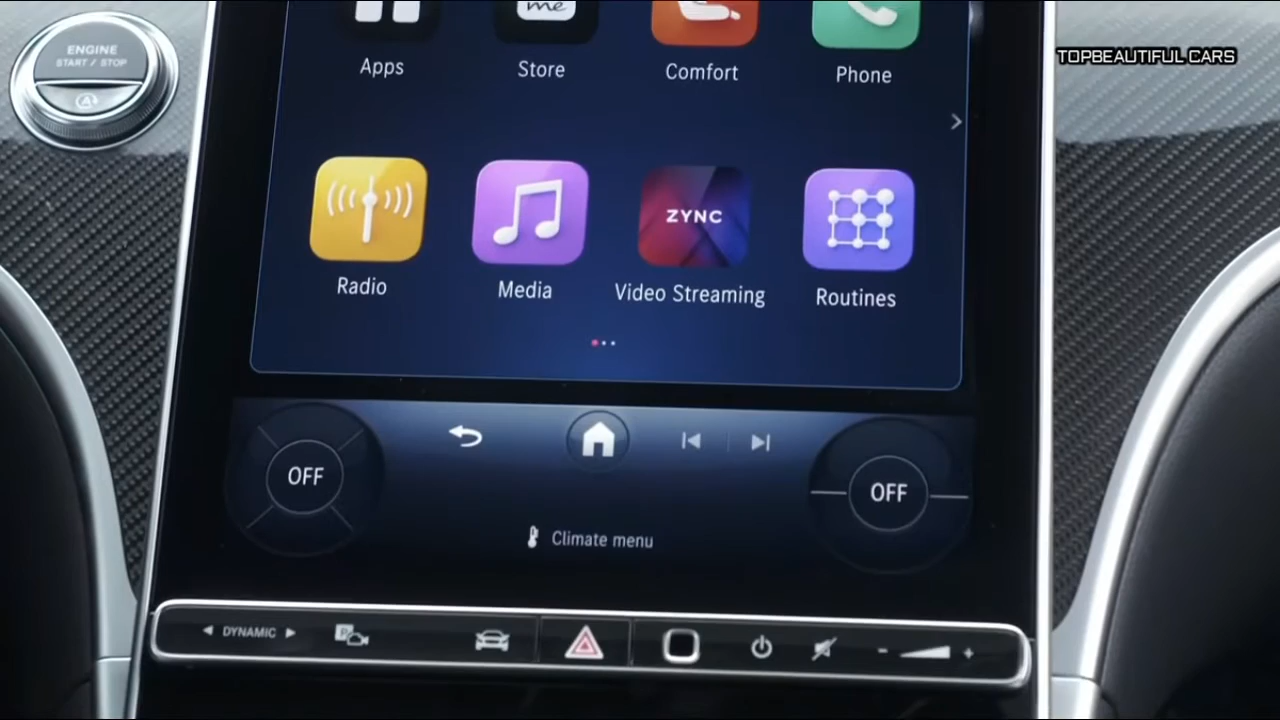 ENGINE
START / STOP
A
me
Apps
Store
Comfort
Phone
TOPBEAUTIFUL CARS
ZYNC
Radio
Media
Video Streaming
Routines
OFF
OFF
Climate menu
DYNAMIC
P
- +